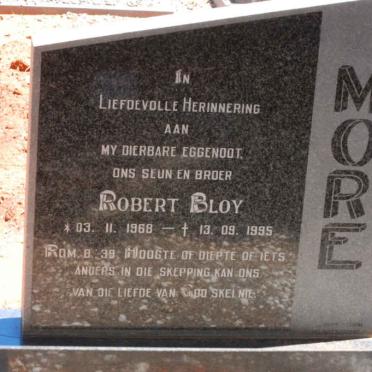 IN
LIEFDEVOLLE HERINNERING
AAN
MY DIERBARE EGGENOOT,
ONS SEUN EN BROER
ROBERT BLOY
* 03. 11. 1968 — † 13. 09. 1995
ROM. 8:39 HOOGTE OF DIEPTE OF IETS
ANDERS IN DIE SKEPPING KAN ONS
VAN DIE LIEFDE VAN GOD SKEI NIE.
MORE